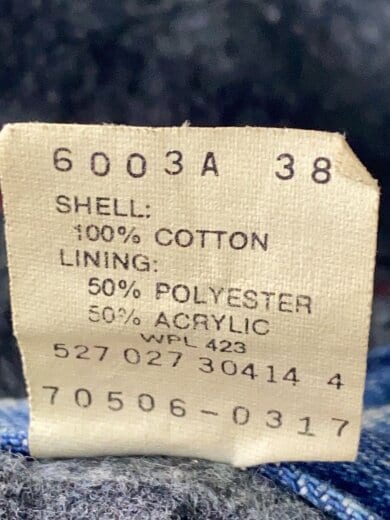 6003A 38
SHELL:
100% COTTON
LINING:
50% POLYESTER
50% ACRYLIC
WPL 423
527 027 30414 4
70506-0317